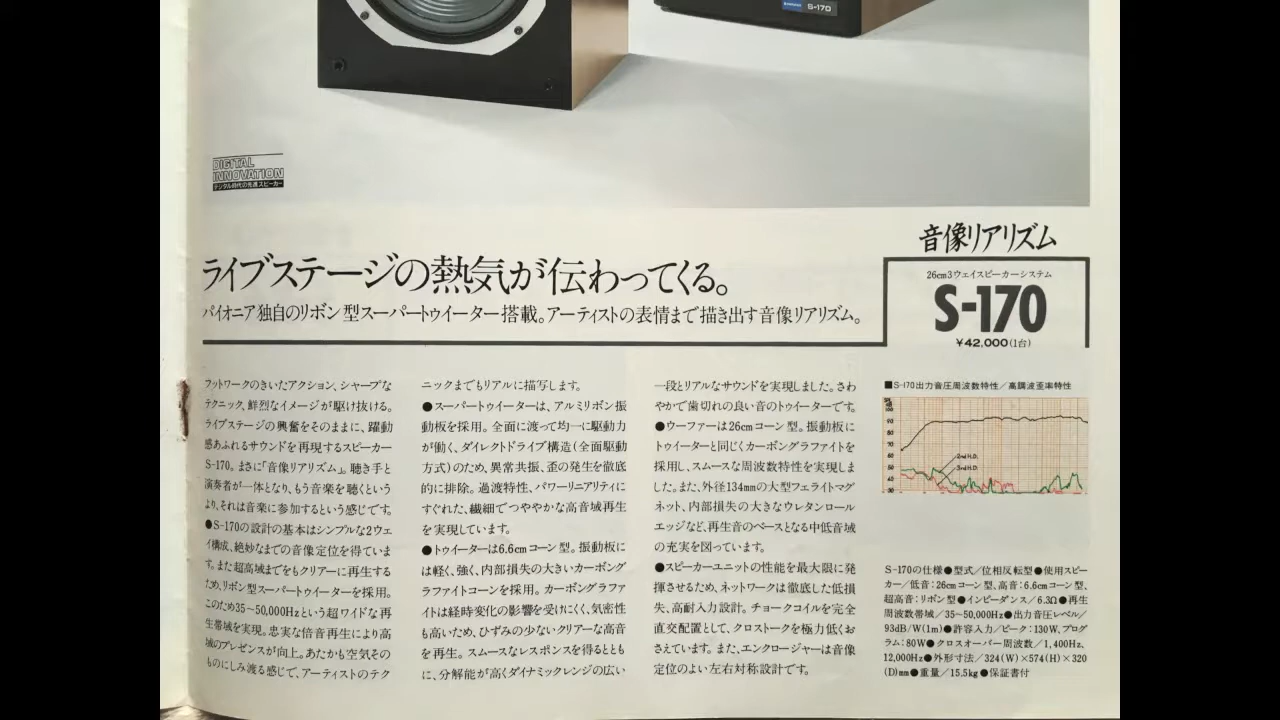 PIONEER S-170
DIGITAL
INNOVATION
デジタル時代の先進スピーカー
音像リアリズム
ライブステージの熱気が伝わってくる。
パイオニア独自のリボン型スーパートゥイーター搭載。アーティストの表情まで描き出す音像リアリズム。
26cm3ウェイスピーカーシステム
S-170
¥42,000(1台)
フットワークのきいたアクション、シャープな
テクニック、鮮烈なイメージが駆け抜ける。
ライブステージの興奮をそのままに、躍動
感あふれるサウンドを再現するスピーカー
S-170。まさに「音像リアリズム」。聴き手と
演奏者が一体となり、もう音楽を聴くという
より、それは音楽に参加するという感じです。
●S-170の設計の基本はシンプルな2ウェ
イ構成、絶妙なまでの音像定位を得ていま
す。また超高域までをもクリアーに再生する
ため、リボン型スーパートゥイーターを採用。
このため35〜50,000Hzという超ワイドな再
生帯域を実現。忠実な倍音再生により高
域のプレゼンスが向上。あたかも空気その
ものにしみ渡る感じで、アーティストのテク
ニックまでもリアルに描写します。
●スーパートゥイーターは、アルミリボン振
動板を採用。全面に渡って均一に駆動力
が働く、ダイレクトドライブ構造(全面駆動
方式)のため、異常共振、歪の発生を徹底
的に排除。過渡特性、パワーリニアリティに
すぐれた、繊細でつややかな高音域再生
を実現しています。
●トゥイーターは6.6cmコーン型。振動板に
は軽く、強く、内部損失の大きいカーボング
ラファイトコーンを採用。カーボングラファ
イトは経時変化の影響を受けにくく、気密性
も高いため、ひずみの少ないクリアーな高音
を再生。スムースなレスポンスを得るととも
に、分解能が高くダイナミックレンジの広い
一段とリアルなサウンドを実現しました。さわ
やかで歯切れの良い音のトゥイーターです。
●ウーファーは26cmコーン型。振動板に
トゥイーターと同じくカーボングラファイトを
採用し、スムースな周波数特性を実現しま
した。また、外径134mmの大型フェライトマグ
ネット、内部損失の大きなウレタンロール
エッジなど、再生音のベースとなる中低音域
の充実を図っています。
●スピーカーユニットの性能を最大限に発
揮させるため、ネットワークは徹底した低損
失、高耐入力設計。チョークコイルを完全
直交配置として、クロストークを極力低くお
さえています。また、エンクロージャーは音像
定位のよい左右対称設計です。
■S-170出力音圧周波数特性/高調波歪率特性
100
90
80
70
60
50
40
30
2nd H.D.
3rd H.D.
S-170の仕様●型式/位相反転型●使用スピー
カー/低音:26cmコーン型、高音:6.6cmコーン型、
超高音:リボン型●インピーダンス/6.3Ω●再生
周波数帯域/35〜50,000Hz●出力音圧レベル/
93dB/W(1m)●許容入力/ピーク:130W、プログ
ラム:80W●クロスオーバー周波数/1,400Hz、
12,000Hz●外形寸法/324(W)×574(H)×320
(D)mm●重量/15.5kg●保証書付